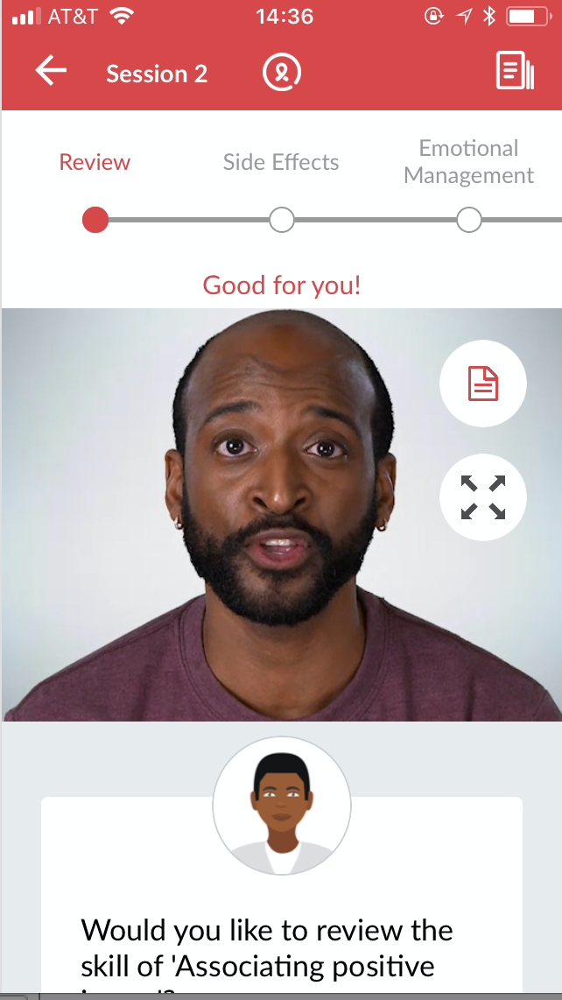 AT&T 14:36
Session 2
Review
Side Effects
Emotional
Management
Good for you!
Would you like to review the
skill of 'Associating positive